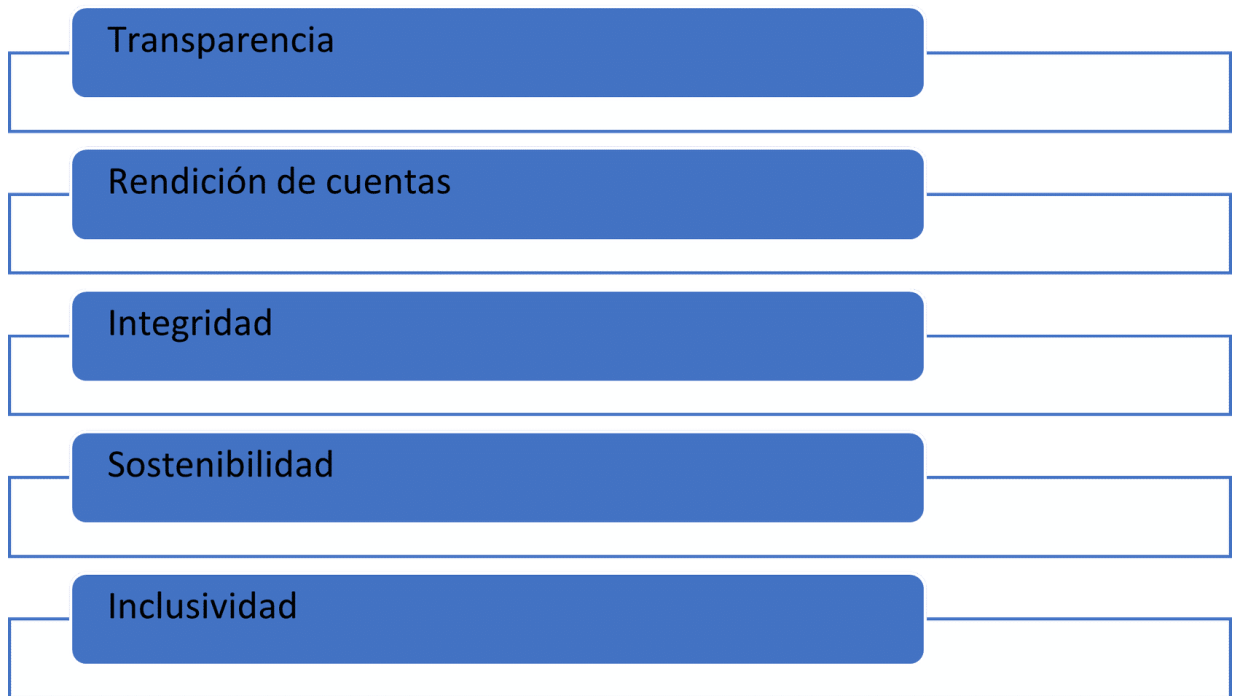 Transparencia
Rendición de cuentas
Integridad
Sostenibilidad
Inclusividad